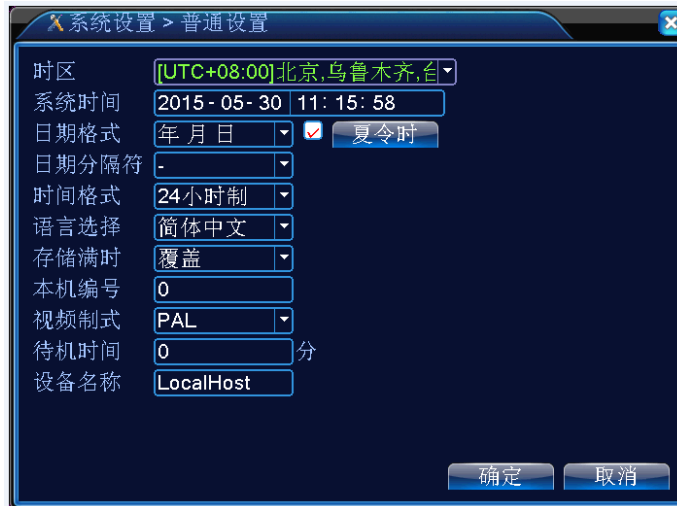 系统设置 > 普通设置
时区 [UTC+08:00]北京,乌鲁木齐,
系统时间 2015-05-30 11:15:58
日期格式 年 月 日 夏令时
日期分隔符 -
时间格式 24小时制
语言选择 简体中文
存储满时 覆盖
本机编号 0
视频制式 PAL
待机时间 0 分
设备名称 LocalHost
确定 取消